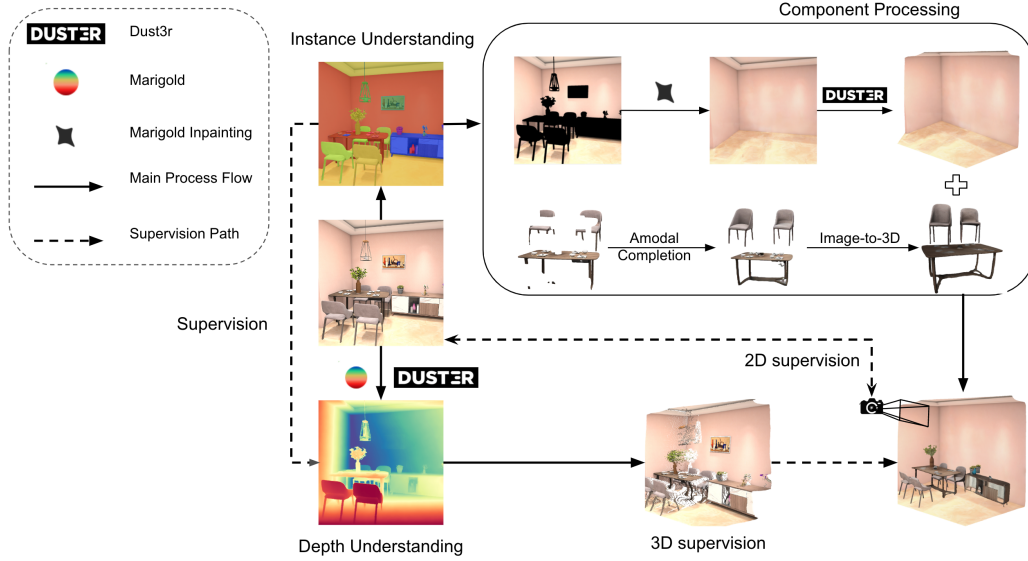 Component Processing
DUSTER
Dust3r
Marigold
Marigold Inpainting
Main Process Flow
Supervision Path
Instance Understanding
DUSTER
Amodal
Completion
Image-to-3D
Supervision
2D supervision
DUSTER
Depth Understanding
3D supervision